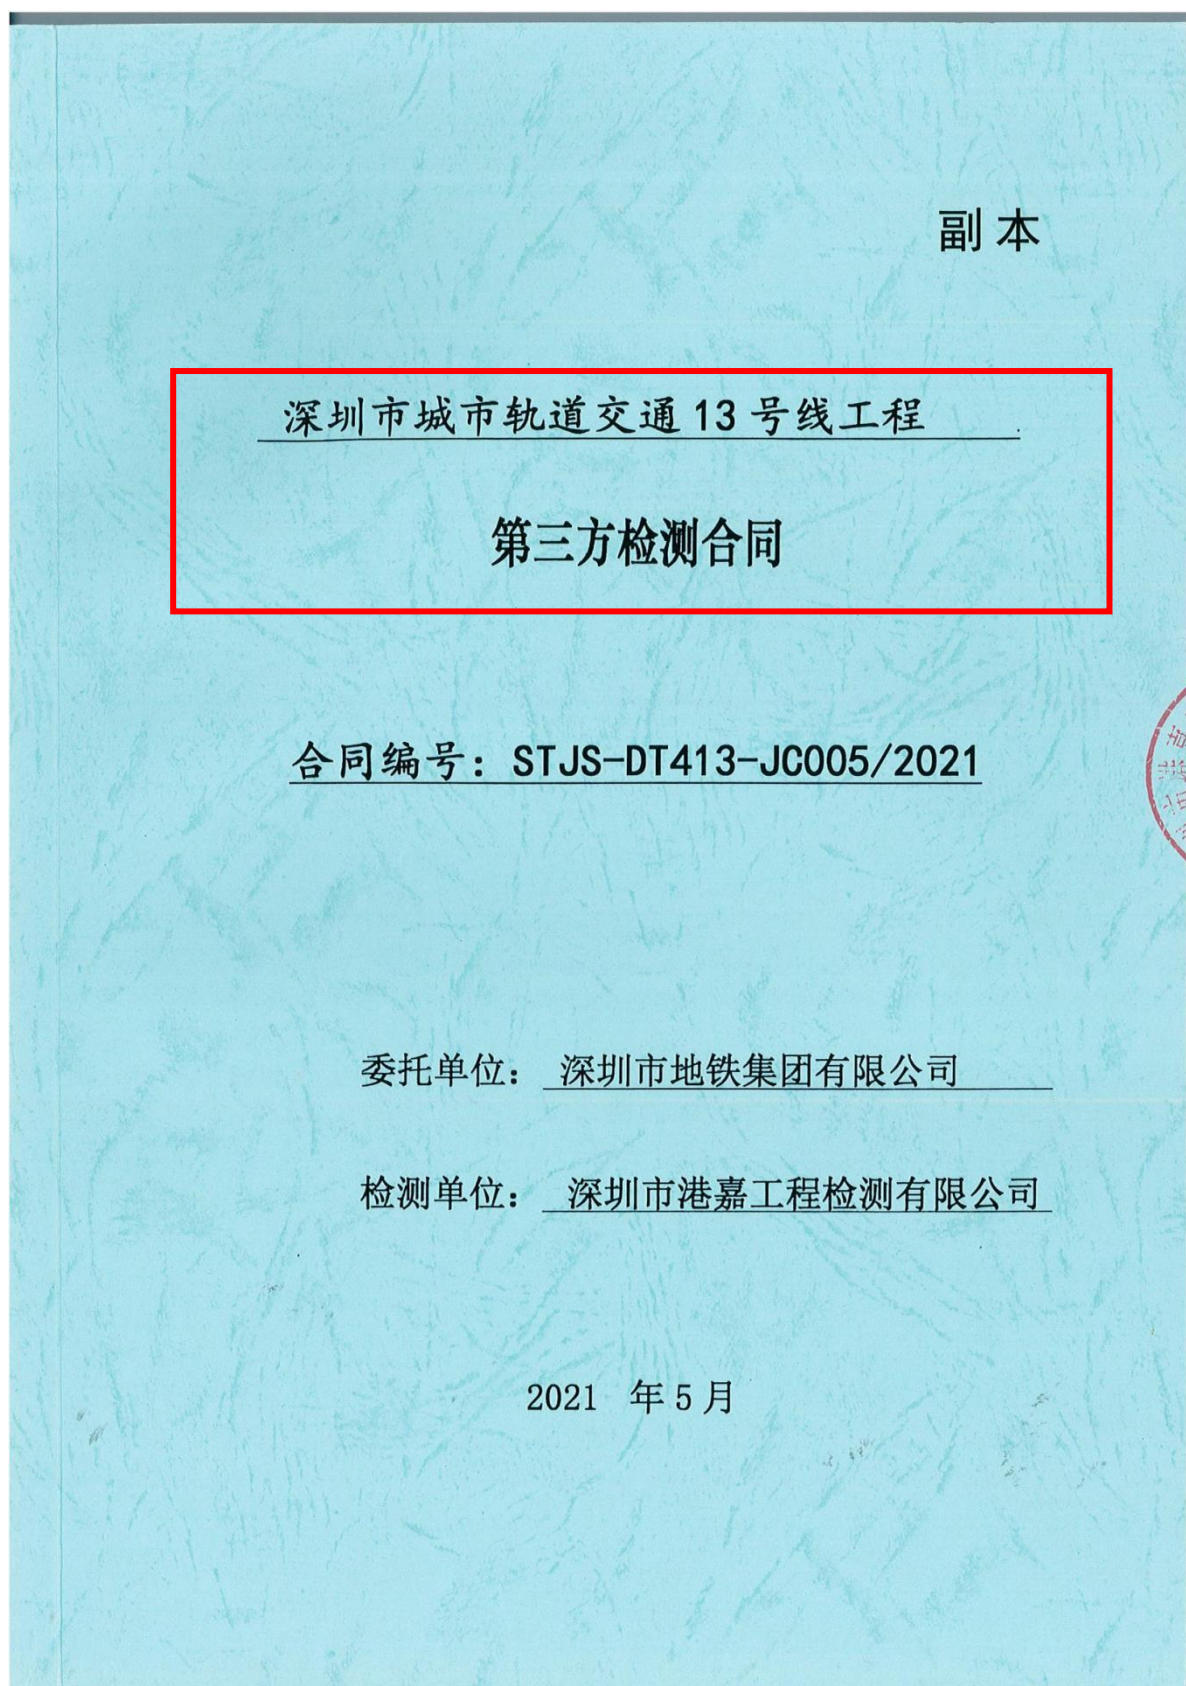 副本
深圳市城市轨道交通 13 号线工程
第三方检测合同
合同编号：STJS-DT413-JC005/2021
委托单位： 深圳市地铁集团有限公司
检测单位： 深圳市港嘉工程检测有限公司
2021 年 5 月